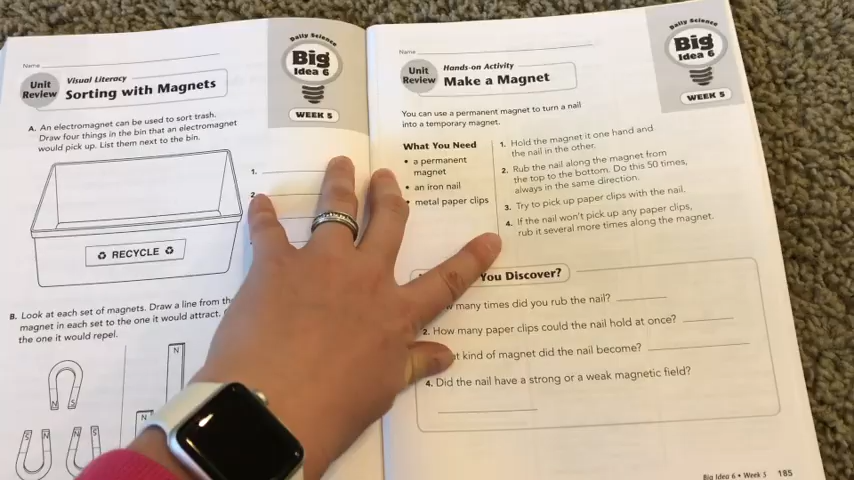 Name
Unit
Review
Visual Literacy
Sorting with Magnets
Daily Science
Big
Idea 6
WEEK 5
A. An electromagnet can be used to sort trash.
Draw four things in the bin that an electromagnet
would pick up. List them next to the bin.
1.
2.
RECYCLE
B. Look at each set of magnets. Draw a line from the
magnet in each set to the one it would attract.
the one it would repel.
N
N S
N
S N
N S
Name
Unit
Review
Hands-on Activity
Make a Magnet
Daily Science
Big
Idea 6
WEEK 5
You can use a permanent magnet to turn a nail
into a temporary magnet.
What You Need
• a permanent
magnet
• an iron nail
• metal paper clips
1. Hold the magnet it one hand and
the nail in the other.
2. Rub the nail along the magnet from
the top to the bottom. Do this 50 times,
always in the same direction.
3. Try to pick up paper clips with the nail.
4. If the nail won't pick up any paper clips,
rub it several more times along the magnet.
You Discover?
many times did you rub the nail?
2. How many paper clips could the nail hold at once?
kind of magnet did the nail become?
4. Did the nail have a strong or a weak magnetic field?
Big Idea 6 • Week 5 185